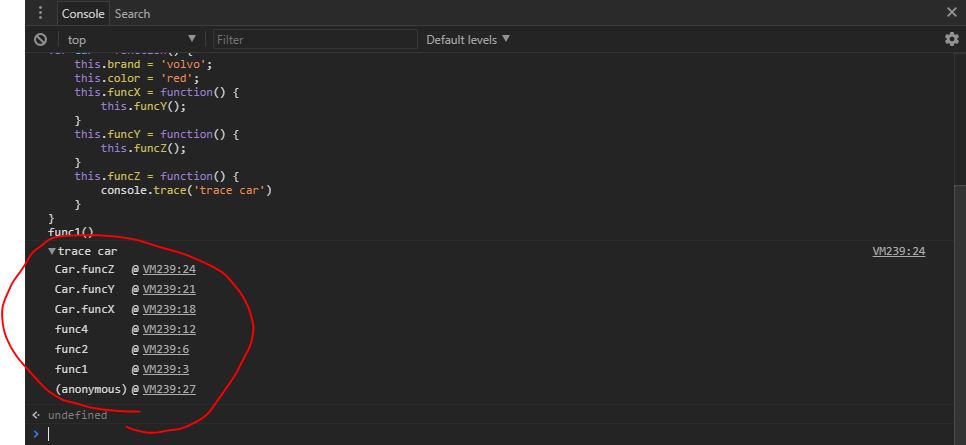 Console Search
top Filter Default levels
this.brand = 'volvo';
this.color = 'red';
this.funcX = function() {
this.funcY();
}
this.funcY = function() {
this.funcZ();
}
this.funcZ = function() {
console.trace('trace car')
}
}
func1()
trace car VM239:24
Car.funcZ @ VM239:24
Car.funcY @ VM239:21
Car.funcX @ VM239:18
func4 @ VM239:12
func2 @ VM239:6
func1 @ VM239:3
(anonymous) @ VM239:27
undefined